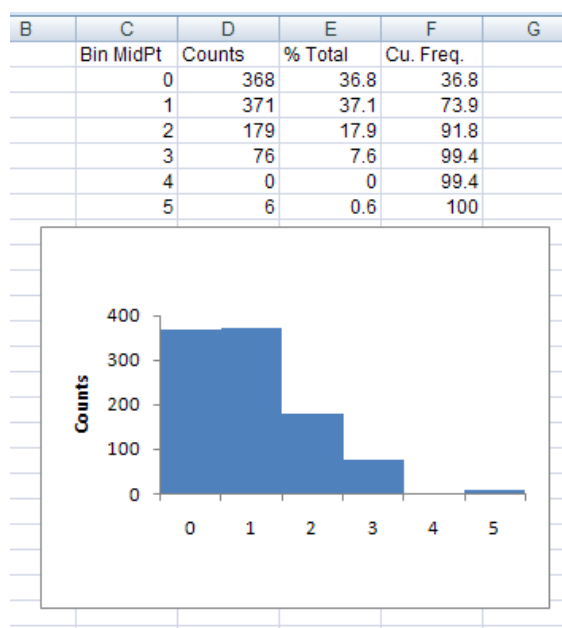 B C D E F G
Bin MidPt Counts % Total Cu. Freq.
0 368 36.8 36.8
1 371 37.1 73.9
2 179 17.9 91.8
3 76 7.6 99.4
4 0 0 99.4
5 6 0.6 100
400
300
200
100
0
Counts
0 1 2 3 4 5